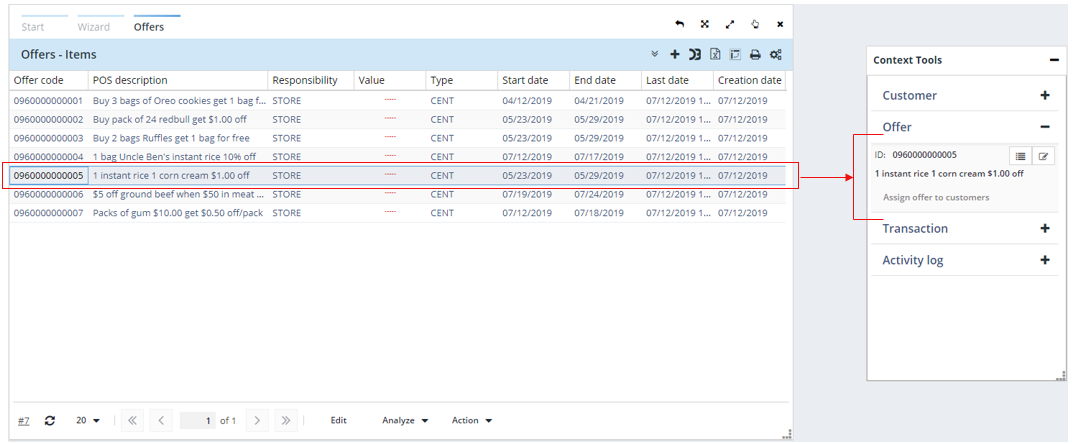 Start Wizard Offers
Offers - Items
Offer code POS description Responsibility Value Type Start date End date Last date Creation date
0960000000001 Buy 3 bags of Oreo cookies get 1 bag f... STORE ----- CENT 04/12/2019 04/21/2019 07/12/2019 1... 07/12/2019
0960000000002 Buy pack of 24 redbull get $1.00 off STORE ----- CENT 05/23/2019 05/29/2019 07/12/2019 1... 07/12/2019
0960000000003 Buy 2 bags Ruffles get 1 bag for free STORE ----- CENT 05/23/2019 05/29/2019 07/12/2019 1... 07/12/2019
0960000000004 1 bag Uncle Ben's instant rice 10% off STORE ----- CENT 07/12/2019 07/17/2019 07/12/2019 1... 07/12/2019
0960000000005 1 instant rice 1 corn cream $1.00 off STORE ----- CENT 05/23/2019 05/29/2019 07/12/2019 1... 07/12/2019
0960000000006 $5 off ground beef when $50 in meat ... STORE ----- CENT 07/19/2019 07/24/2019 07/12/2019 1... 07/12/2019
0960000000007 Packs of gum $10.00 get $0.50 off/pack STORE ----- CENT 07/12/2019 07/18/2019 07/12/2019 1... 07/12/2019
#7 20 1 of 1 Edit Analyze Action
Context Tools
Customer
Offer
ID: 0960000000005
1 instant rice 1 corn cream $1.00 off
Assign offer to customers
Transaction
Activity log